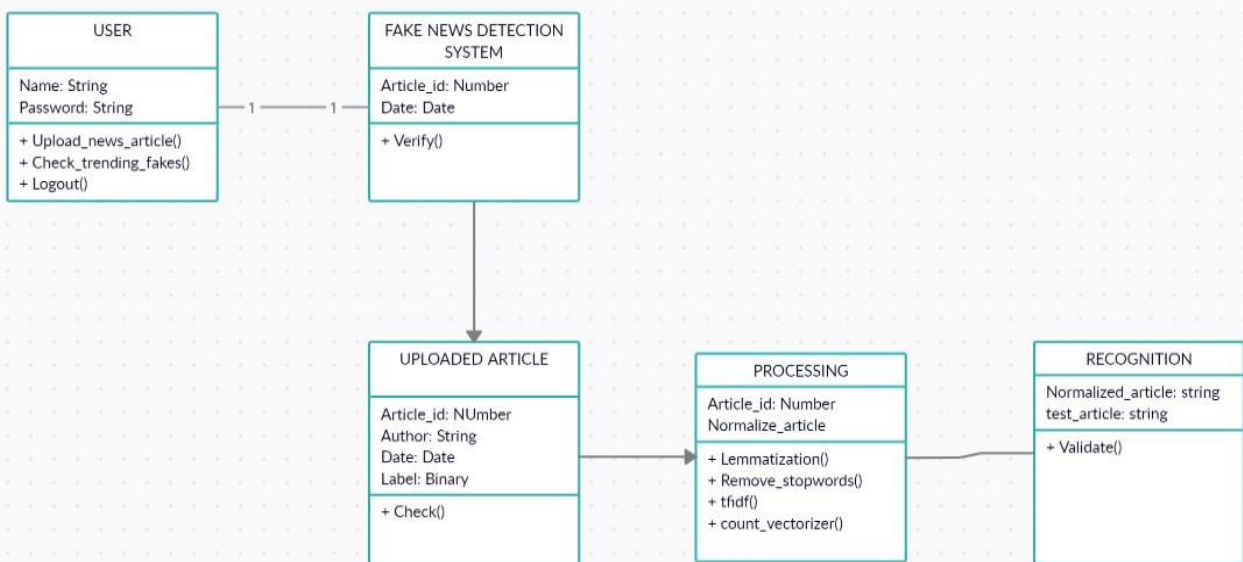 USER
Name: String
Password: String
+ Upload_news_article()
+ Check_trending_fakes()
+ Logout()
1
1
FAKE NEWS DETECTION
SYSTEM
Article_id: Number
Date: Date
+ Verify()
UPLOADED ARTICLE
Article_id: NUmber
Author: String
Date: Date
Label: Binary
+ Check()
PROCESSING
Article_id: Number
Normalize_article
+ Lemmatization()
+ Remove_stopwords()
+ tfidf()
+ count_vectorizer()
RECOGNITION
Normalized_article: string
test_article: string
+ Validate()